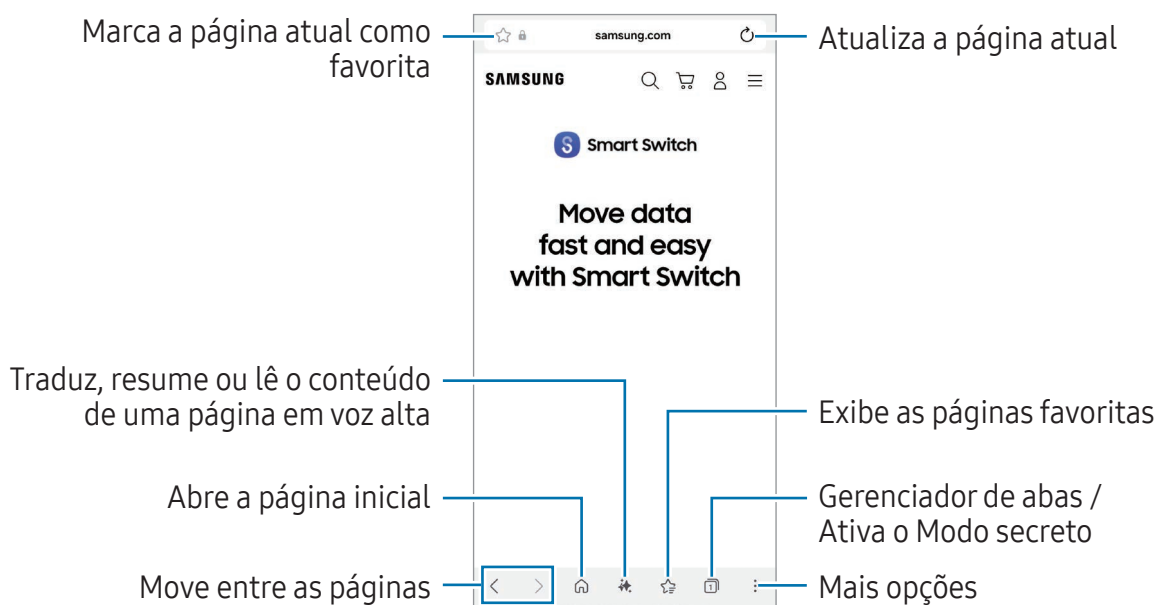 Marca a página atual como
favorita
samsung.com
Atualiza a página atual
SAMSUNG
S Smart Switch
Move data
fast and easy
with Smart Switch
Traduz, resume ou lê o conteúdo
de uma página em voz alta
Exibe as páginas favoritas
Abre a página inicial
Gerenciador de abas /
Ativa o Modo secreto
Move entre as páginas
1
Mais opções